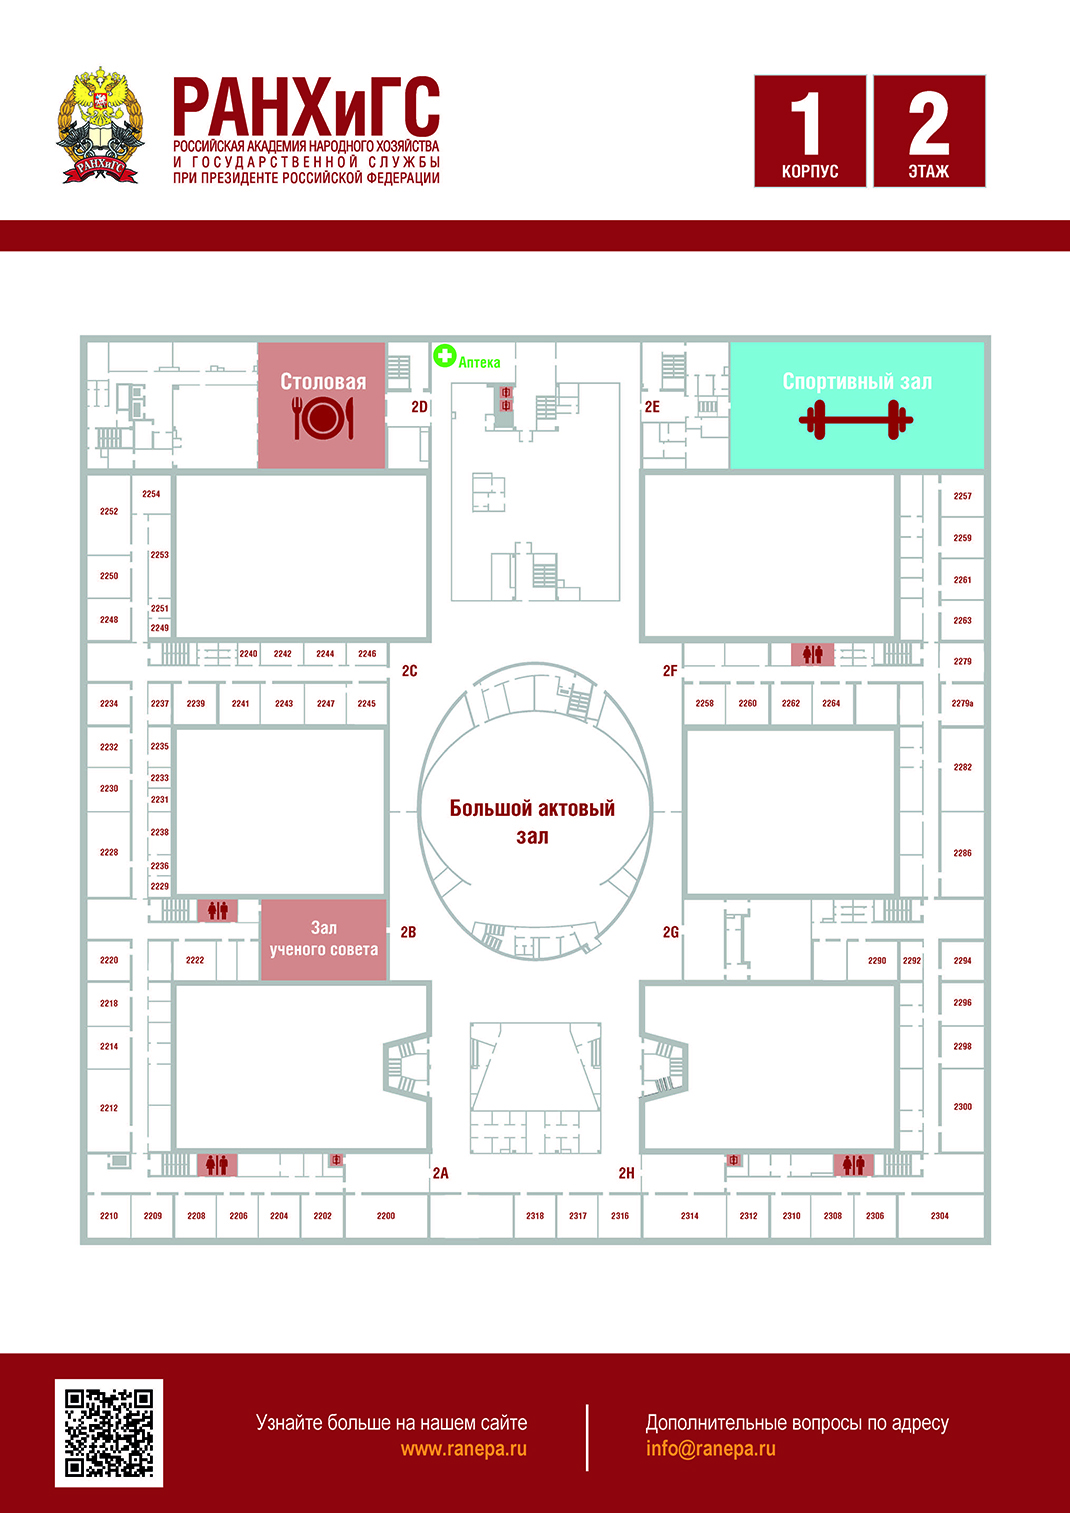 РАНХиГС
РОССИЙСКАЯ АКАДЕМИЯ НАРОДНОГО ХОЗЯЙСТВА
И ГОСУДАРСТВЕННОЙ СЛУЖБЫ
ПРИ ПРЕЗИДЕНТЕ РОССИЙСКОЙ ФЕДЕРАЦИИ
РАНХиГС
1
КОРПУС
2
ЭТАЖ
Аптека
Столовая
Спортивный зал
2D
2E
2254
2252
2253
2250
2251
2248
2249
2257
2259
2261
2263
2240
2242
2244
2246
2C
2F
2279
2234
2237
2239
2241
2243
2247
2245
2258
2260
2262
2264
2279а
2232
2235
2233
2230
2231
2238
2228
2236
2229
2282
2286
Большой актовый
зал
Зал
ученого совета
2B
2G
2220
2222
2290
2292
2294
2218
2214
2212
2296
2298
2300
2A
2H
2210
2209
2208
2206
2204
2202
2200
2318
2317
2316
2314
2312
2310
2308
2306
2304
Узнайте больше на нашем сайте
www.ranepa.ru
Дополнительные вопросы по адресу
info@ranepa.ru